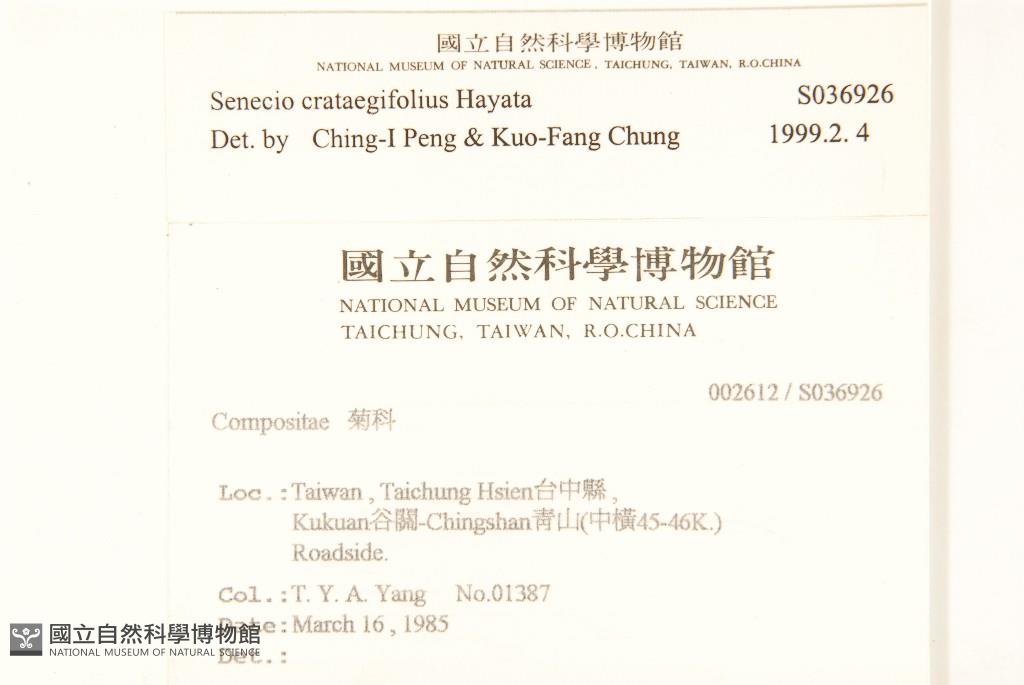 國立自然科學博物館
NATIONAL MUSEUM OF NATURAL SCIENCE, TAICHUNG, TAIWAN, R.O.CHINA
Senecio crataegifolius Hayata S036926
Det. by Ching-I Peng & Kuo-Fang Chung 1999.2. 4
國立自然科學博物館
NATIONAL MUSEUM OF NATURAL SCIENCE
TAICHUNG, TAIWAN, R.O.CHINA
002612 / S036926
Compositae 菊科
Loc.:Taiwan , Taichung Hsien台中縣 ,
Kukuan谷關-Chingshan青山(中橫45-46K.)
Roadside.
Col.:T. Y. A. Yang No.01387
Date:March 16 , 1985
Det.:
國立自然科學博物館
NATIONAL MUSEUM OF NATURAL SCIENCE